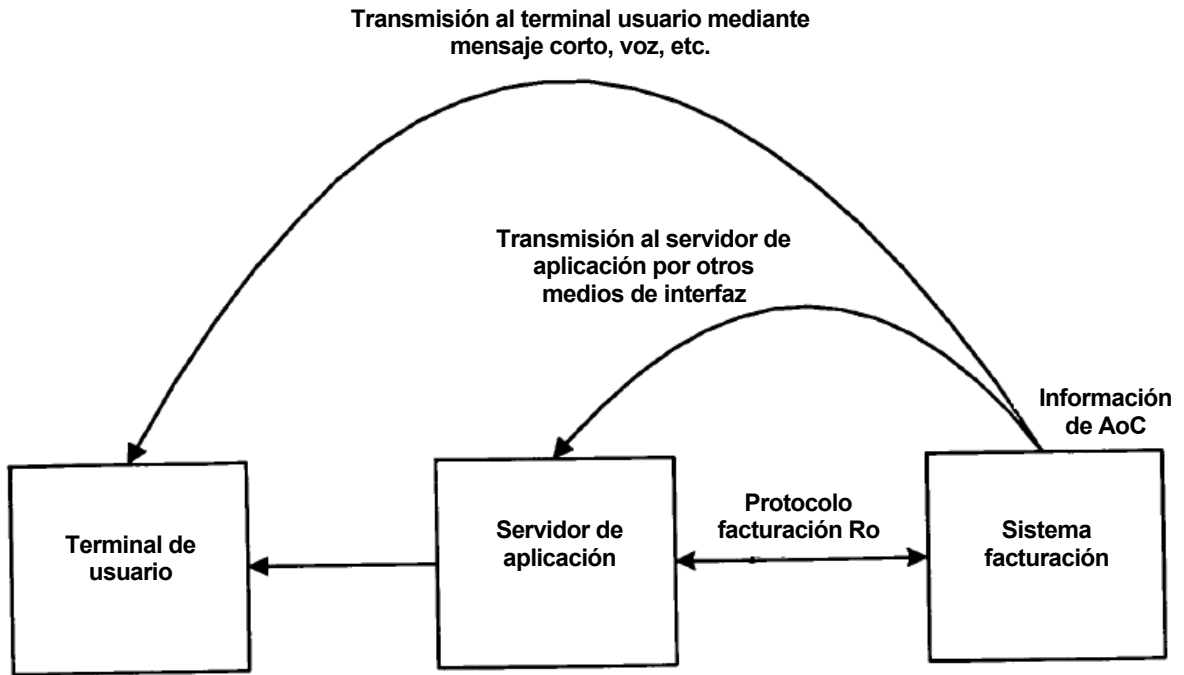 Transmisión al terminal usuario mediante
mensaje corto, voz, etc.
Transmisión al servidor de
aplicación por otros
medios de interfaz
Información
de AoC
Terminal de
usuario
Servidor de
aplicación
Protocolo
facturación Ro
Sistema
facturación